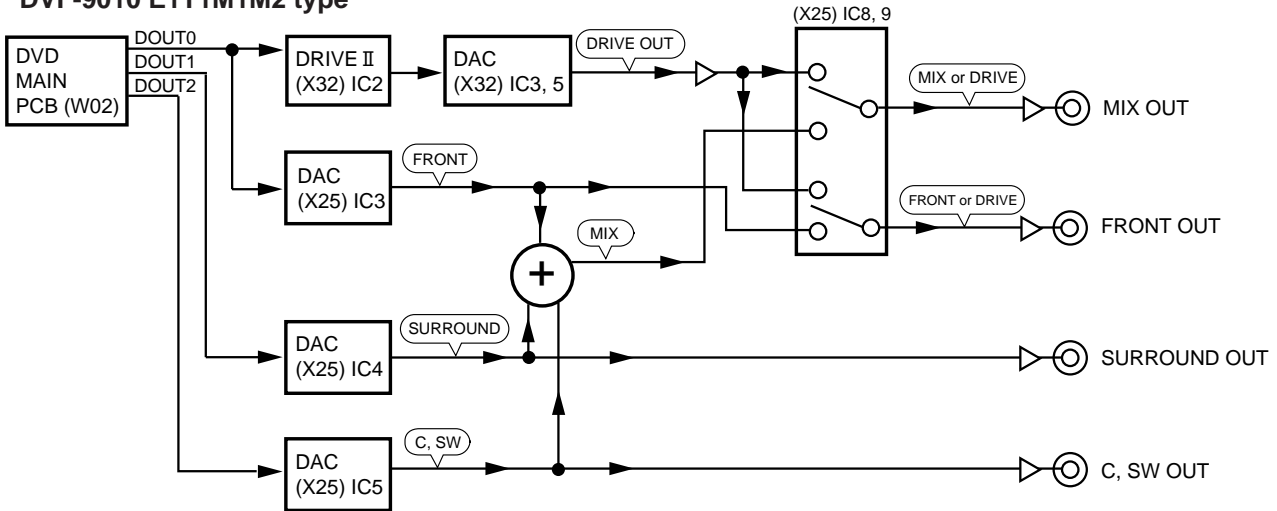 (X25) IC8, 9
DOUT0
DOUT1
DOUT2
DVD
MAIN
PCB (W02)
DRIVE II
(X32) IC2
DAC
(X32) IC3, 5
DRIVE OUT
MIX or DRIVE
MIX OUT
DAC
(X25) IC3
FRONT
MIX
+
FRONT or DRIVE
FRONT OUT
DAC
(X25) IC4
SURROUND
SURROUND OUT
DAC
(X25) IC5
C, SW
C, SW OUT